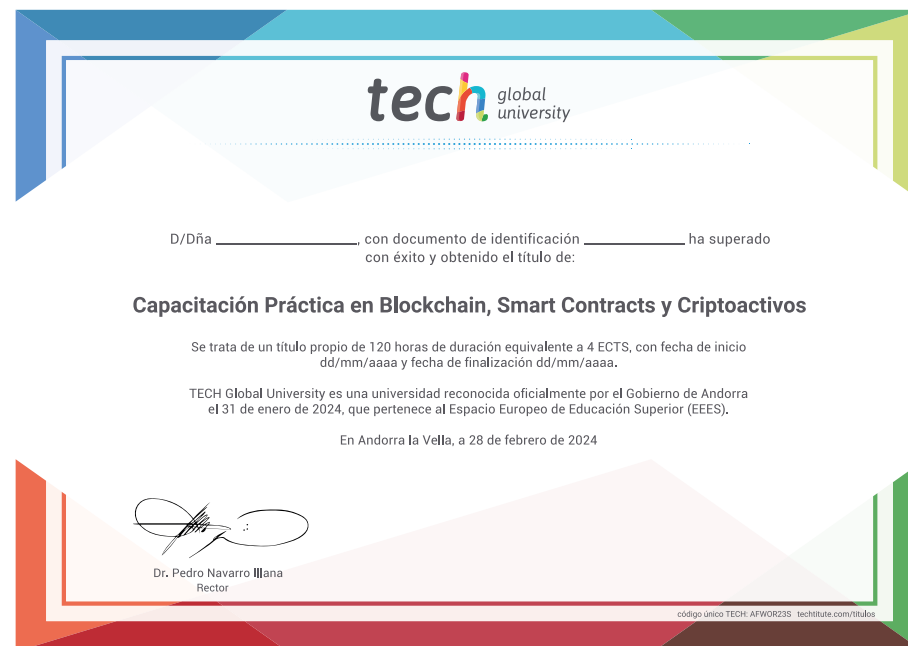 tech global university
D/Dña ____________, con documento de identificación ____________ ha superado
con éxito y obtenido el título de:
Capacitación Práctica en Blockchain, Smart Contracts y Criptoactivos
Se trata de un título propio de 120 horas de duración equivalente a 4 ECTS, con fecha de inicio
dd/mm/aaaa y fecha de finalización dd/mm/aaaa.
TECH Global University es una universidad reconocida oficialmente por el Gobierno de Andorra
el 31 de enero de 2024, que pertenece al Espacio Europeo de Educación Superior (EEES).
En Andorra la Vella, a 28 de febrero de 2024
Dr. Pedro Navarro Illana
Rector
código único TECH: AFWOR23S techtitute.com/titulos